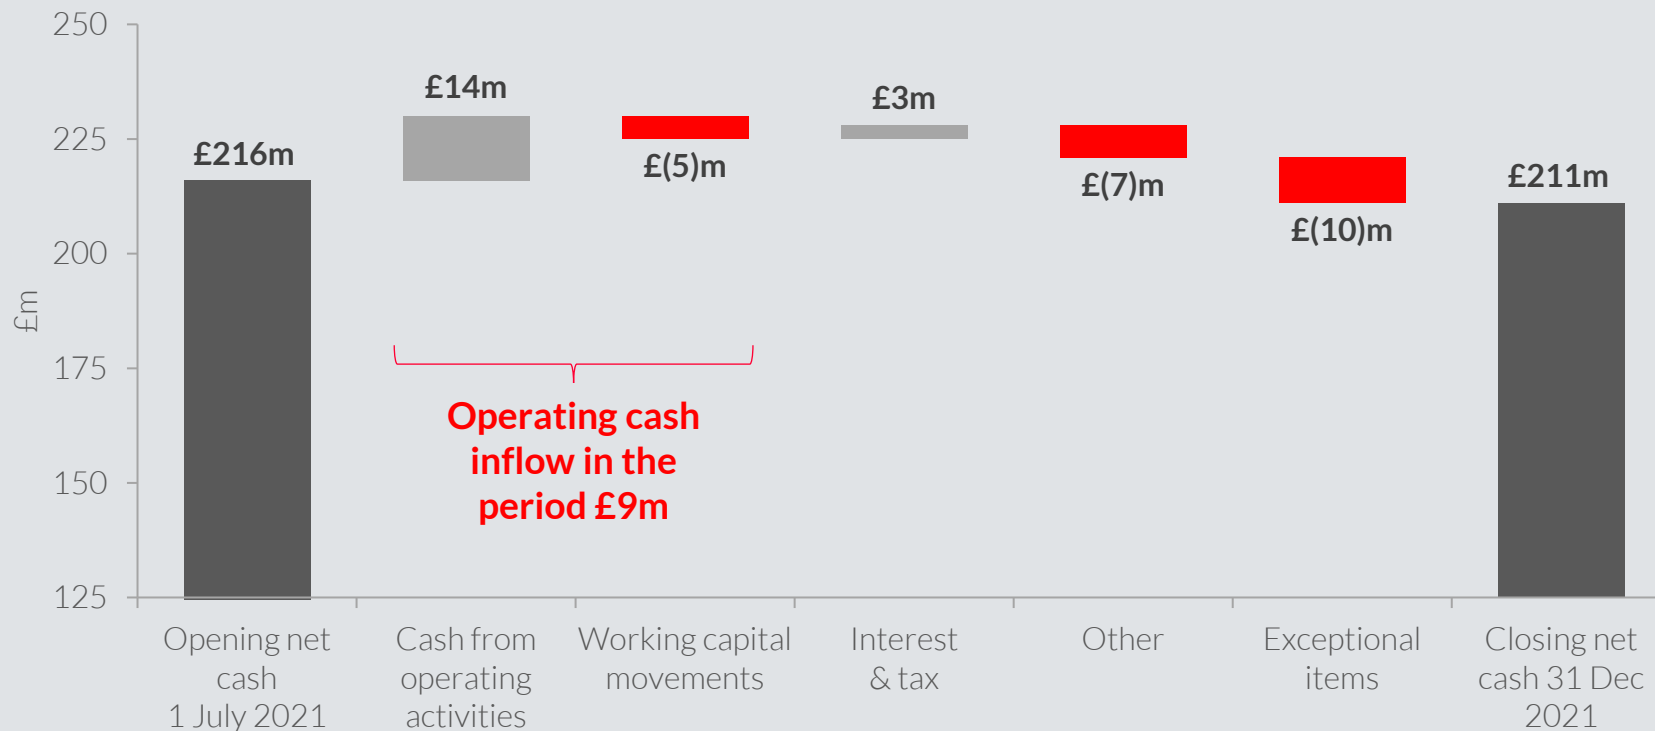 250
225
200
175
150
125
£m
£216m
£14m
£(5)m
£3m
£(7)m
£(10)m
£211m
Operating cash
inflow in the
period £9m
Opening net
cash
1 July 2021
Cash from
operating
activities
Working capital
movements
Interest
& tax
Other
Exceptional
items
Closing net
cash 31 Dec
2021